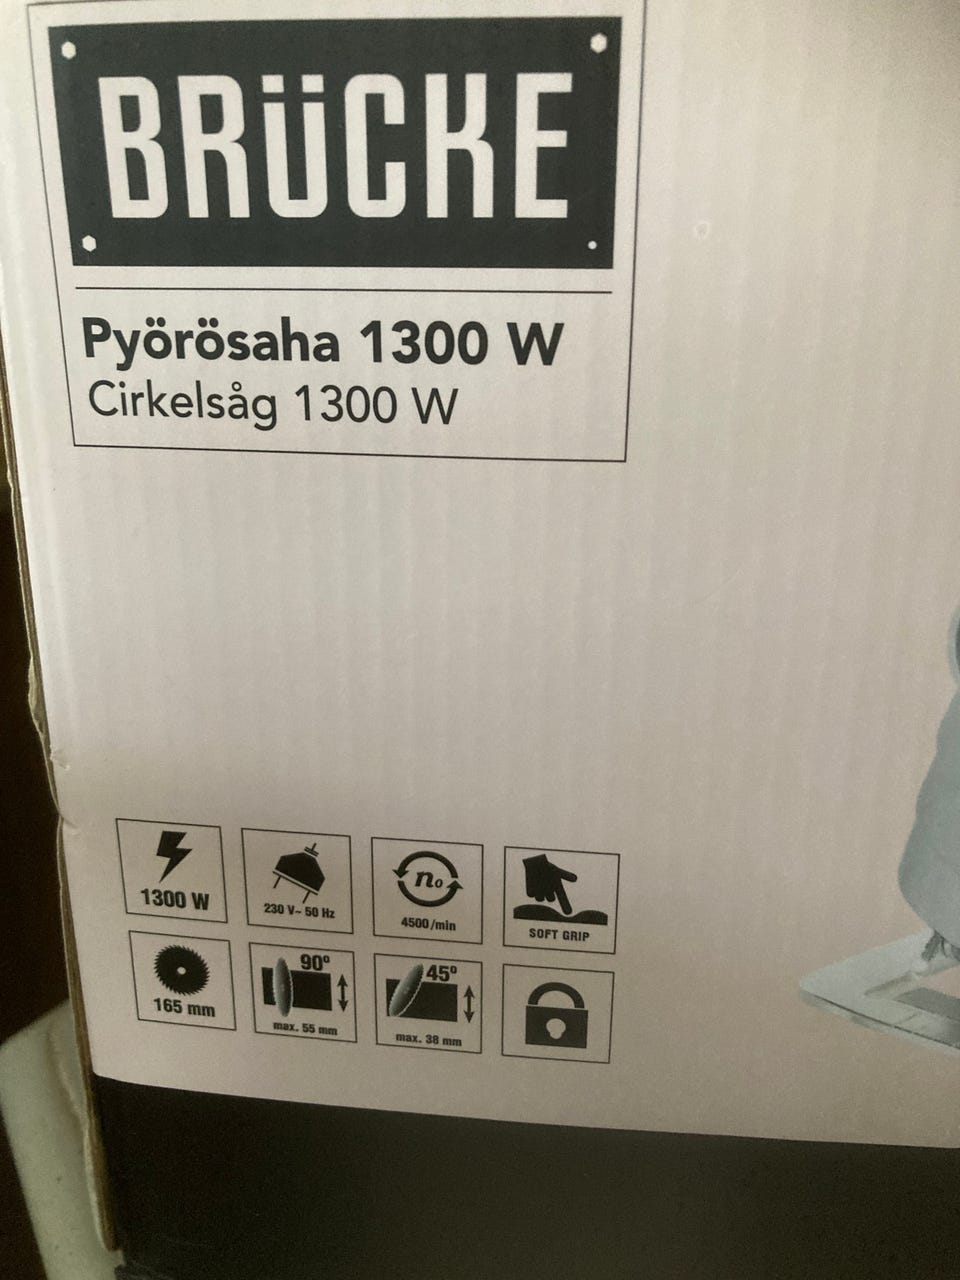 BRÜCKE
Pyörösaha 1300 W
Cirkelsåg 1300 W
1300 W
230 V~ 50 Hz
n₀
4500/min
SOFT GRIP
165 mm
90°
max. 55 mm
45°
max. 38 mm